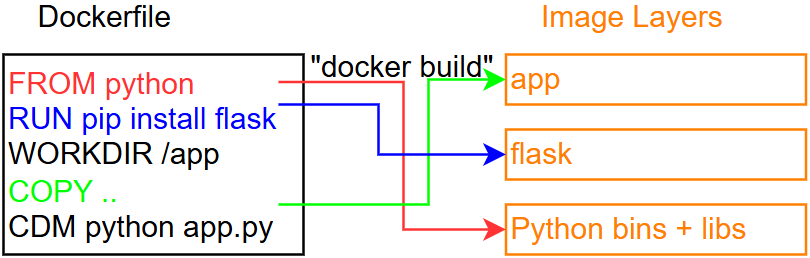 Dockerfile
Image Layers
"docker build"
FROM python
RUN pip install flask
WORKDIR /app
COPY ..
CDM python app.py
app
flask
Python bins + libs